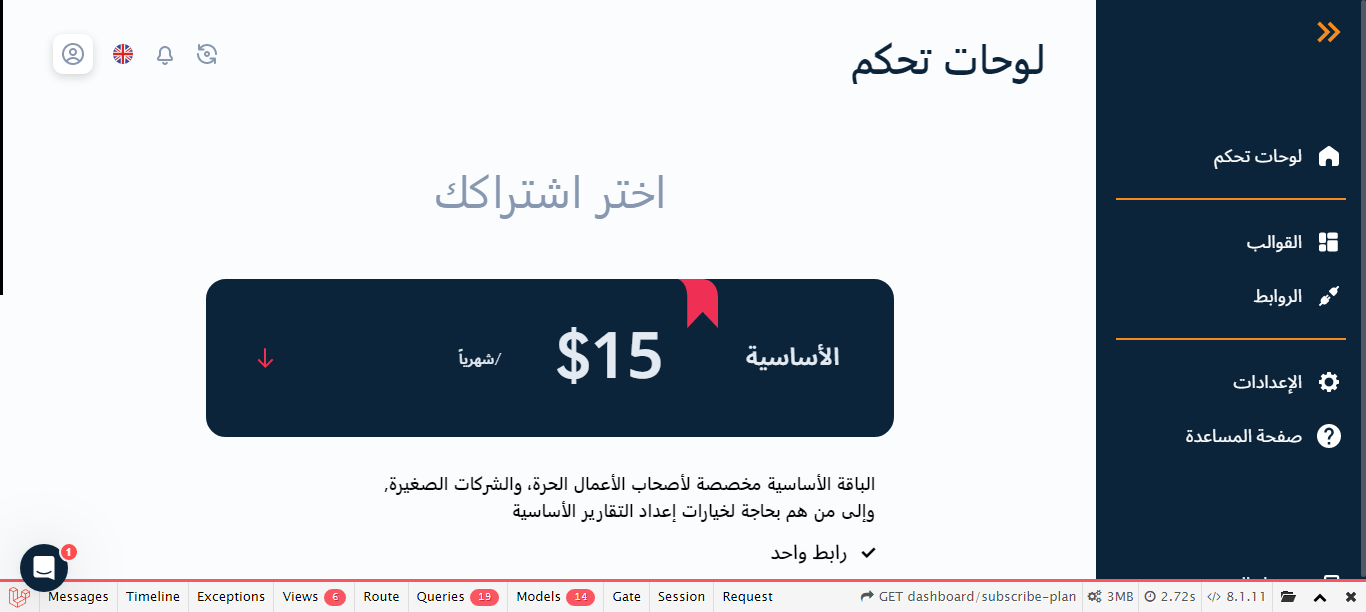 لوحات تحكم
لوحات تحكم
القوالب
الروابط
الإعدادات
صفحة المساعدة
اختر اشتراكك
الأساسية
$15
/شهرياً
الباقة الأساسية مخصصة لأصحاب الأعمال الحرة، والشركات الصغيرة,
وإلى من هم بحاجة لخيارات إعداد التقارير الأساسية
رابط واحد
1
Messages Timeline Exceptions Views 6 Route Queries 19 Models 14 Gate Session Request GET dashboard/subscribe-plan 3MB 2.72s 8.1.11